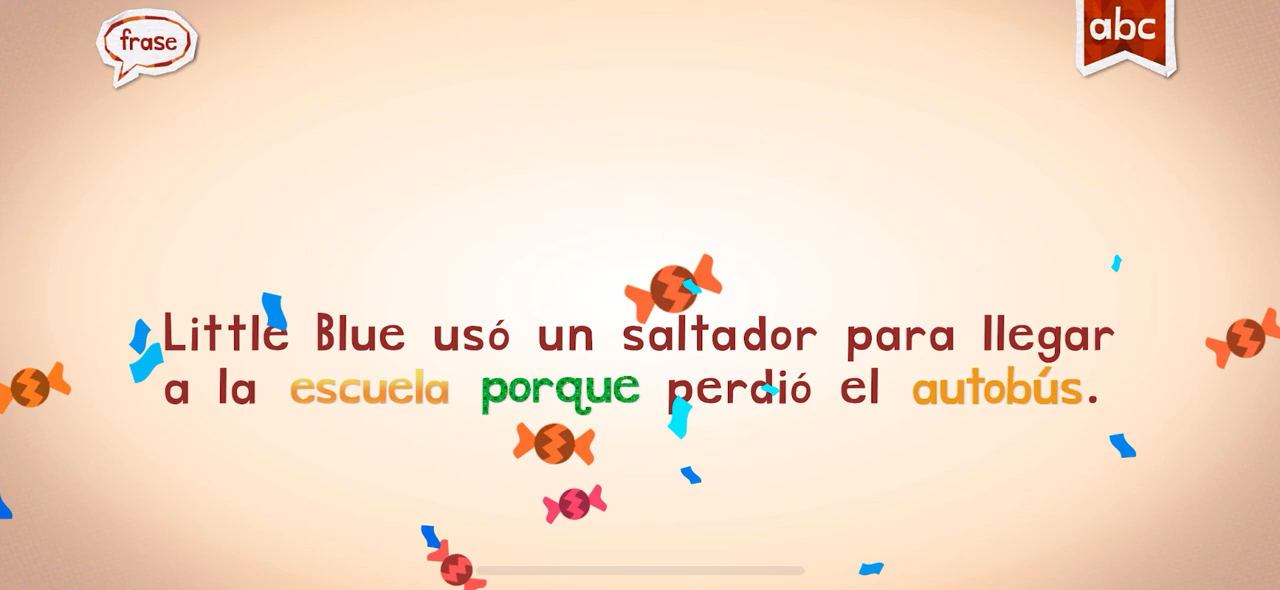 frase
abc
Little Blue usó un saltador para llegar
a la escuela porque perdió el autobús.